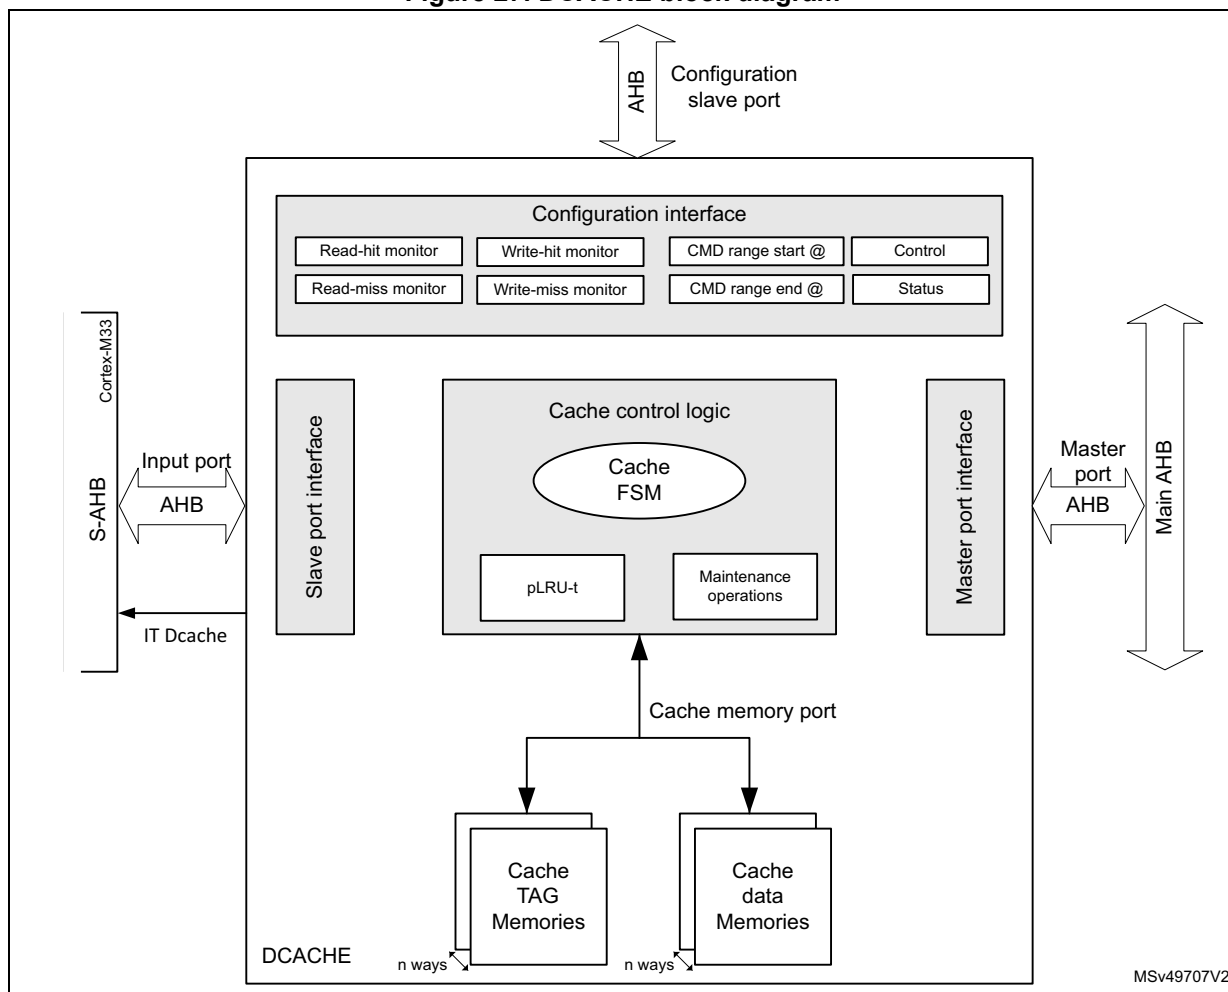 AHB
Configuration
slave port
Configuration interface
Read-hit monitor
Write-hit monitor
CMD range start @
Control
Read-miss monitor
Write-miss monitor
CMD range end @
Status
Cortex-M33
S-AHB
Input port
AHB
IT Dcache
Slave port interface
Cache control logic
Cache
FSM
pLRU-t
Maintenance
operations
Master port interface
Master
port
AHB
Main AHB
Cache memory port
Cache
TAG
Memories
Cache
data
Memories
DCACHE
n ways
n ways
MSv49707V2